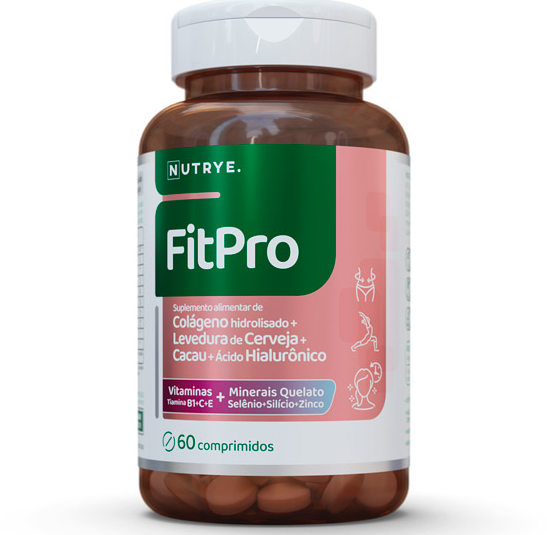 NUTRYE.
FitPro
Suplemento alimentar de
Colágeno hidrolisado +
Levedura de Cerveja +
Cacau + Ácido Hialurônico
Vitaminas + Minerais Quelato
Tiamina B1+C+E Selênio+Silício+Zinco
60 comprimidos